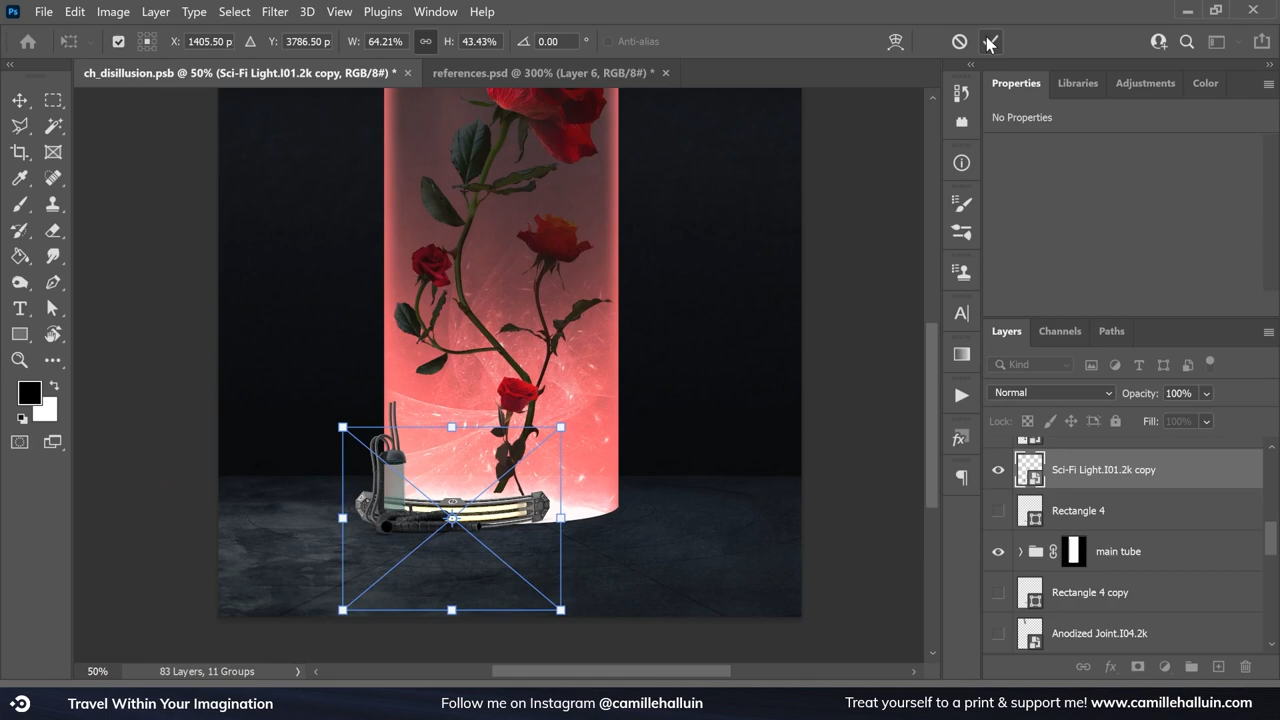 Ps File Edit Image Layer Type Select Filter 3D View Plugins Window Help
X: 1405.50 p Y: 3786.50 p W: 64.21% H: 43.43% 0.00 ° Anti-alias
ch_disillusion.psb @ 50% (Sci-Fi Light.I01.2k copy, RGB/8#) * × references.psd @ 300% (Layer 6, RGB/8#) * ×
Properties Libraries Adjustments Color
No Properties
Layers Channels Paths
Kind
Normal Opacity: 100%
Lock: Fill: 100%
Sci-Fi Light.I01.2k copy
Rectangle 4
main tube
Rectangle 4 copy
Anodized Joint.I04.2k
50% 83 Layers, 11 Groups
Travel Within Your Imagination Follow me on Instagram @camillehalluin Treat yourself to a print & support me! www.camillehalluin.com